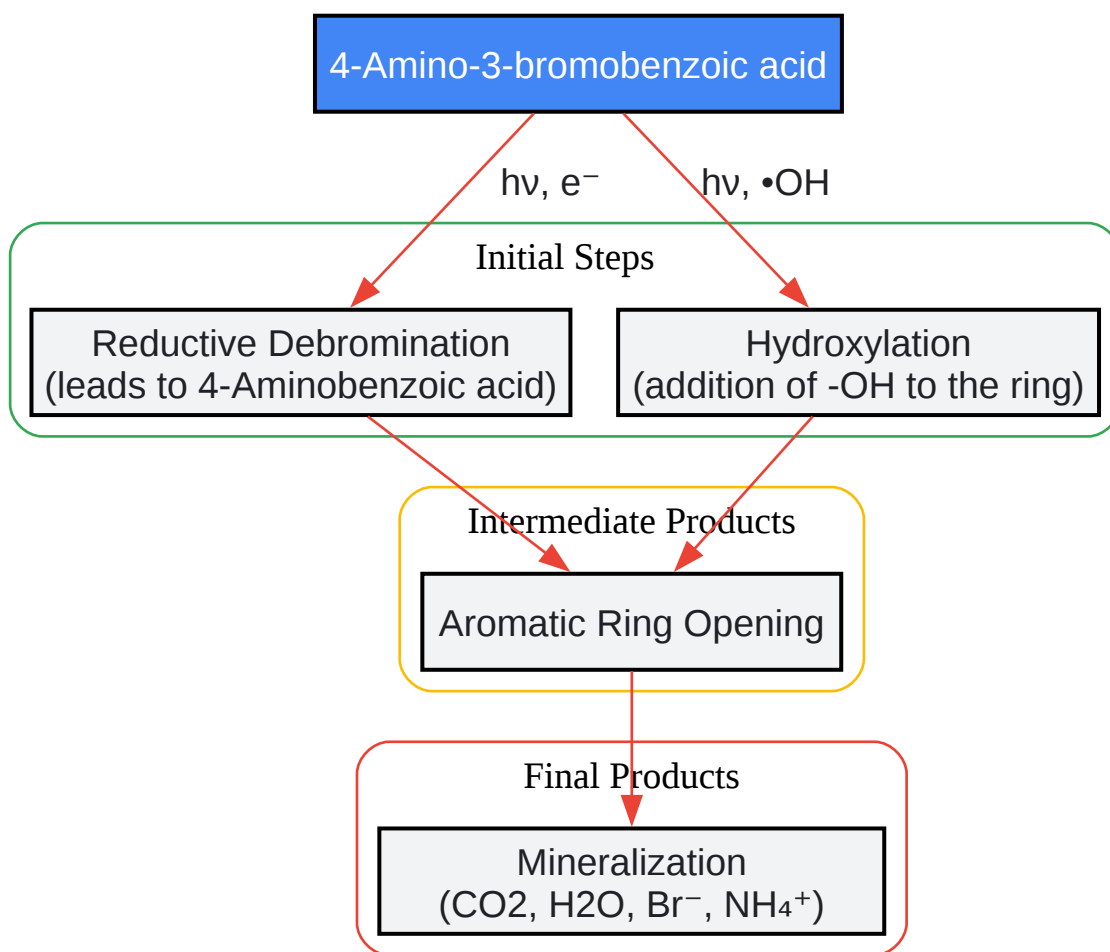 4-Amino-3-bromobenzoic acid
hν, e⁻
hν, •OH
Initial Steps
Reductive Debromination
(leads to 4-Aminobenzoic acid)
Hydroxylation
(addition of -OH to the ring)
Intermediate Products
Aromatic Ring Opening
Final Products
Mineralization
(CO2, H2O, Br⁻, NH₄⁺)